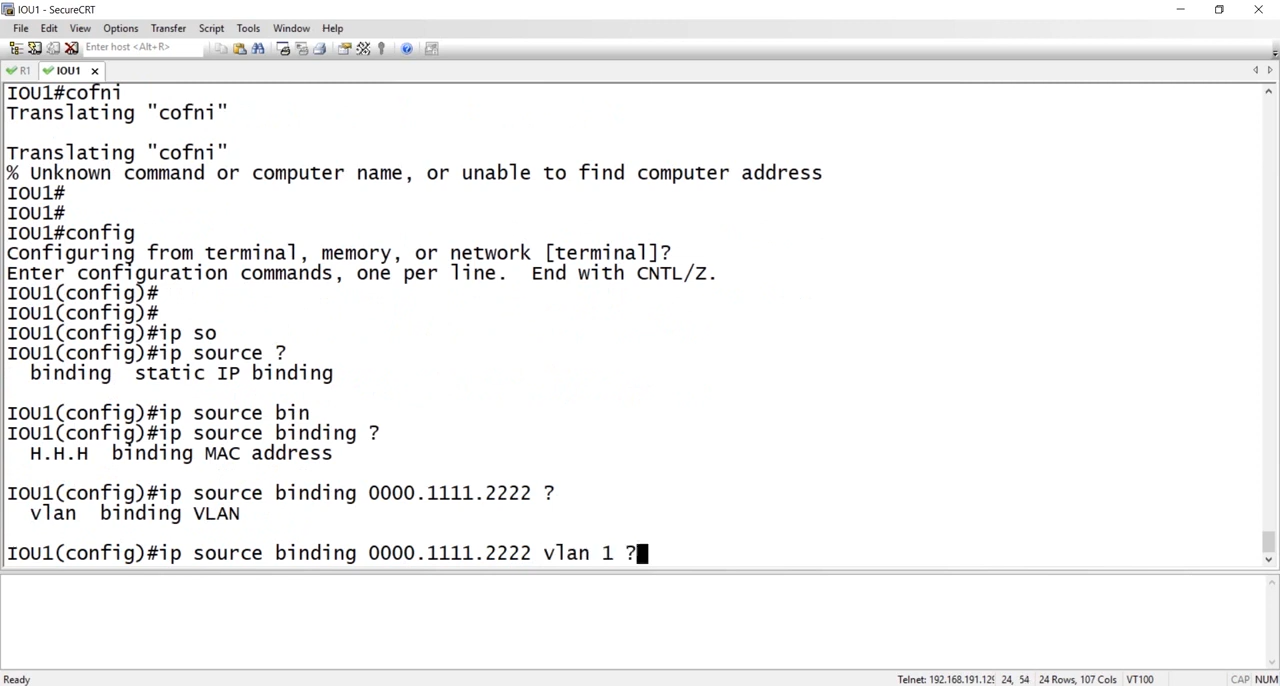 IOU1 - SecureCRT
File Edit View Options Transfer Script Tools Window Help
Enter host <Alt+R>
R1 IOU1
IOU1#cofni
Translating "cofni"
Translating "cofni"
% Unknown command or computer name, or unable to find computer address
IOU1#
IOU1#
IOU1#config
Configuring from terminal, memory, or network [terminal]?
Enter configuration commands, one per line.  End with CNTL/Z.
IOU1(config)#
IOU1(config)#
IOU1(config)#ip so
IOU1(config)#ip source ?
  binding  static IP binding
IOU1(config)#ip source bin
IOU1(config)#ip source binding ?
  H.H.H  binding MAC address
IOU1(config)#ip source binding 0000.1111.2222 ?
  vlan  binding VLAN
IOU1(config)#ip source binding 0000.1111.2222 vlan 1 ?
Ready Telnet: 192.168.191.129 24, 54 24 Rows, 107 Cols VT100 CAP NUM